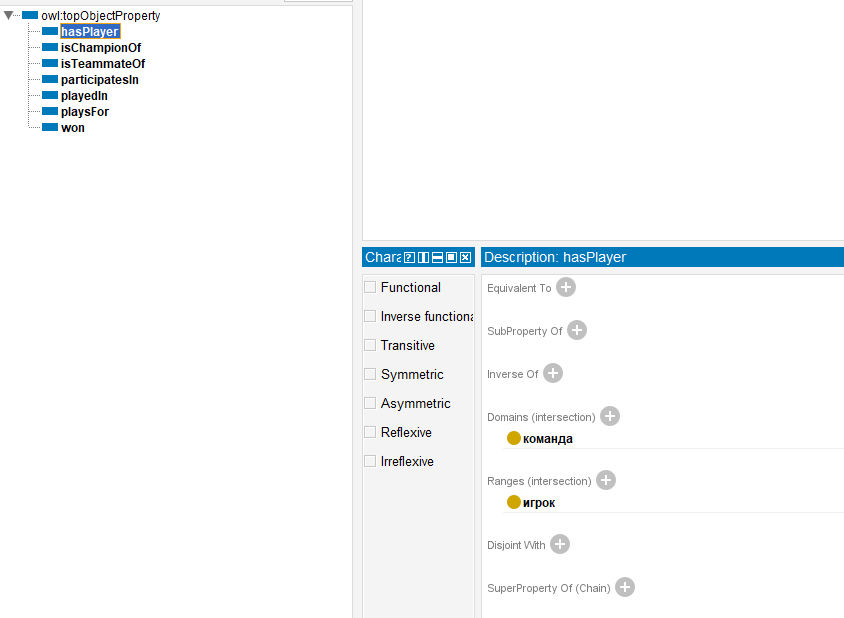 owl:topObjectProperty
hasPlayer
isChampionOf
isTeammateOf
participatesIn
playedIn
playsFor
won
Chara
Description: hasPlayer
Functional
Inverse functiona
Transitive
Symmetric
Asymmetric
Reflexive
Irreflexive
Equivalent To
SubProperty Of
Inverse Of
Domains (intersection)
команда
Ranges (intersection)
игрок
Disjoint With
SuperProperty Of (Chain)